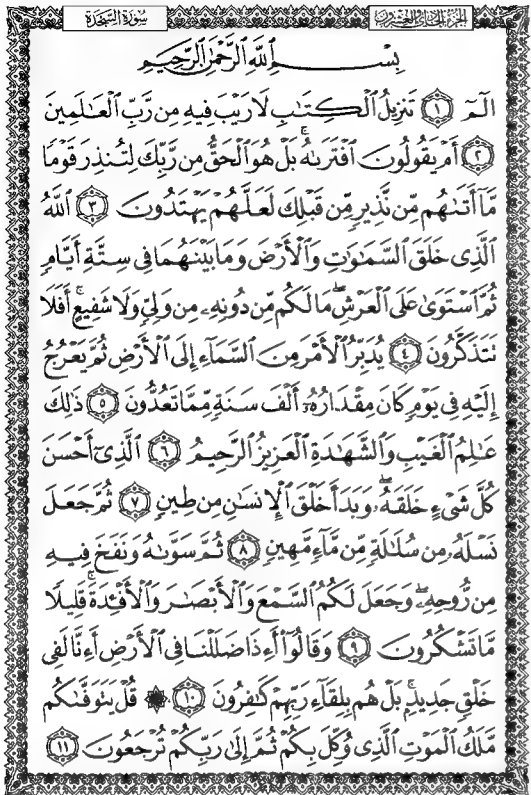 الجزء الحادي والعشرون
سورة السجدة
بِسْمِ ٱللَّهِ ٱلرَّحْمَٰنِ ٱلرَّحِيمِ
الٓمٓ ١ تَنزِيلُ ٱلْكِتَٰبِ لَا رَيْبَ فِيهِ مِن رَّبِّ ٱلْعَٰلَمِينَ
٢ أَمْ يَقُولُونَ ٱفْتَرَىٰهُ ۚ بَلْ هُوَ ٱلْحَقُّ مِن رَّبِّكَ لِتُنذِرَ قَوْمًا
مَّآ أَتَىٰهُم مِّن نَّذِيرٍ مِّن قَبْلِكَ لَعَلَّهُمْ يَهْتَدُونَ ٣ ٱللَّهُ
ٱلَّذِى خَلَقَ ٱلسَّمَٰوَٰتِ وَٱلْأَرْضَ وَمَا بَيْنَهُمَا فِى سِتَّةِ أَيَّامٍ
ثُمَّ ٱسْتَوَىٰ عَلَى ٱلْعَرْشِ ۖ مَا لَكُم مِّن دُونِهِۦ مِن وَلِىٍّ وَلَا شَفِيعٍ ۚ أَفَلَا
تَتَذَكَّرُونَ ٤ يُدَبِّرُ ٱلْأَمْرَ مِنَ ٱلسَّمَآءِ إِلَى ٱلْأَرْضِ ثُمَّ يَعْرُجُ
إِلَيْهِ فِى يَوْمٍ كَانَ مِقْدَارُهُۥٓ أَلْفَ سَنَةٍ مِّمَّا تَعُدُّونَ ٥ ذَٰلِكَ
عَٰلِمُ ٱلْغَيْبِ وَٱلشَّهَٰدَةِ ٱلْعَزِيزُ ٱلرَّحِيمُ ٦ ٱلَّذِىٓ أَحْسَنَ
كُلَّ شَىْءٍ خَلَقَهُۥ ۖ وَبَدَأَ خَلْقَ ٱلْإِنسَٰنِ مِن طِينٍ ٧ ثُمَّ جَعَلَ
نَسْلَهُۥ مِن سُلَٰلَةٍ مِّن مَّآءٍ مَّهِينٍ ٨ ثُمَّ سَوَّىٰهُ وَنَفَخَ فِيهِ
مِن رُّوحِهِۦ ۖ وَجَعَلَ لَكُمُ ٱلسَّمْعَ وَٱلْأَبْصَٰرَ وَٱلْأَفْـِٔدَةَ ۚ قَلِيلًا
مَّا تَشْكُرُونَ ٩ وَقَالُوٓا۟ أَءِذَا ضَلَلْنَا فِى ٱلْأَرْضِ أَءِنَّا لَفِى
خَلْقٍ جَدِيدٍۭ ۚ بَلْ هُم بِلِقَآءِ رَبِّهِمْ كَٰفِرُونَ ١٠ ۞ قُلْ يَتَوَفَّىٰكُم
مَّلَكُ ٱلْمَوْتِ ٱلَّذِى وُكِّلَ بِكُمْ ثُمَّ إِلَىٰ رَبِّكُمْ تُرْجَعُونَ ١١